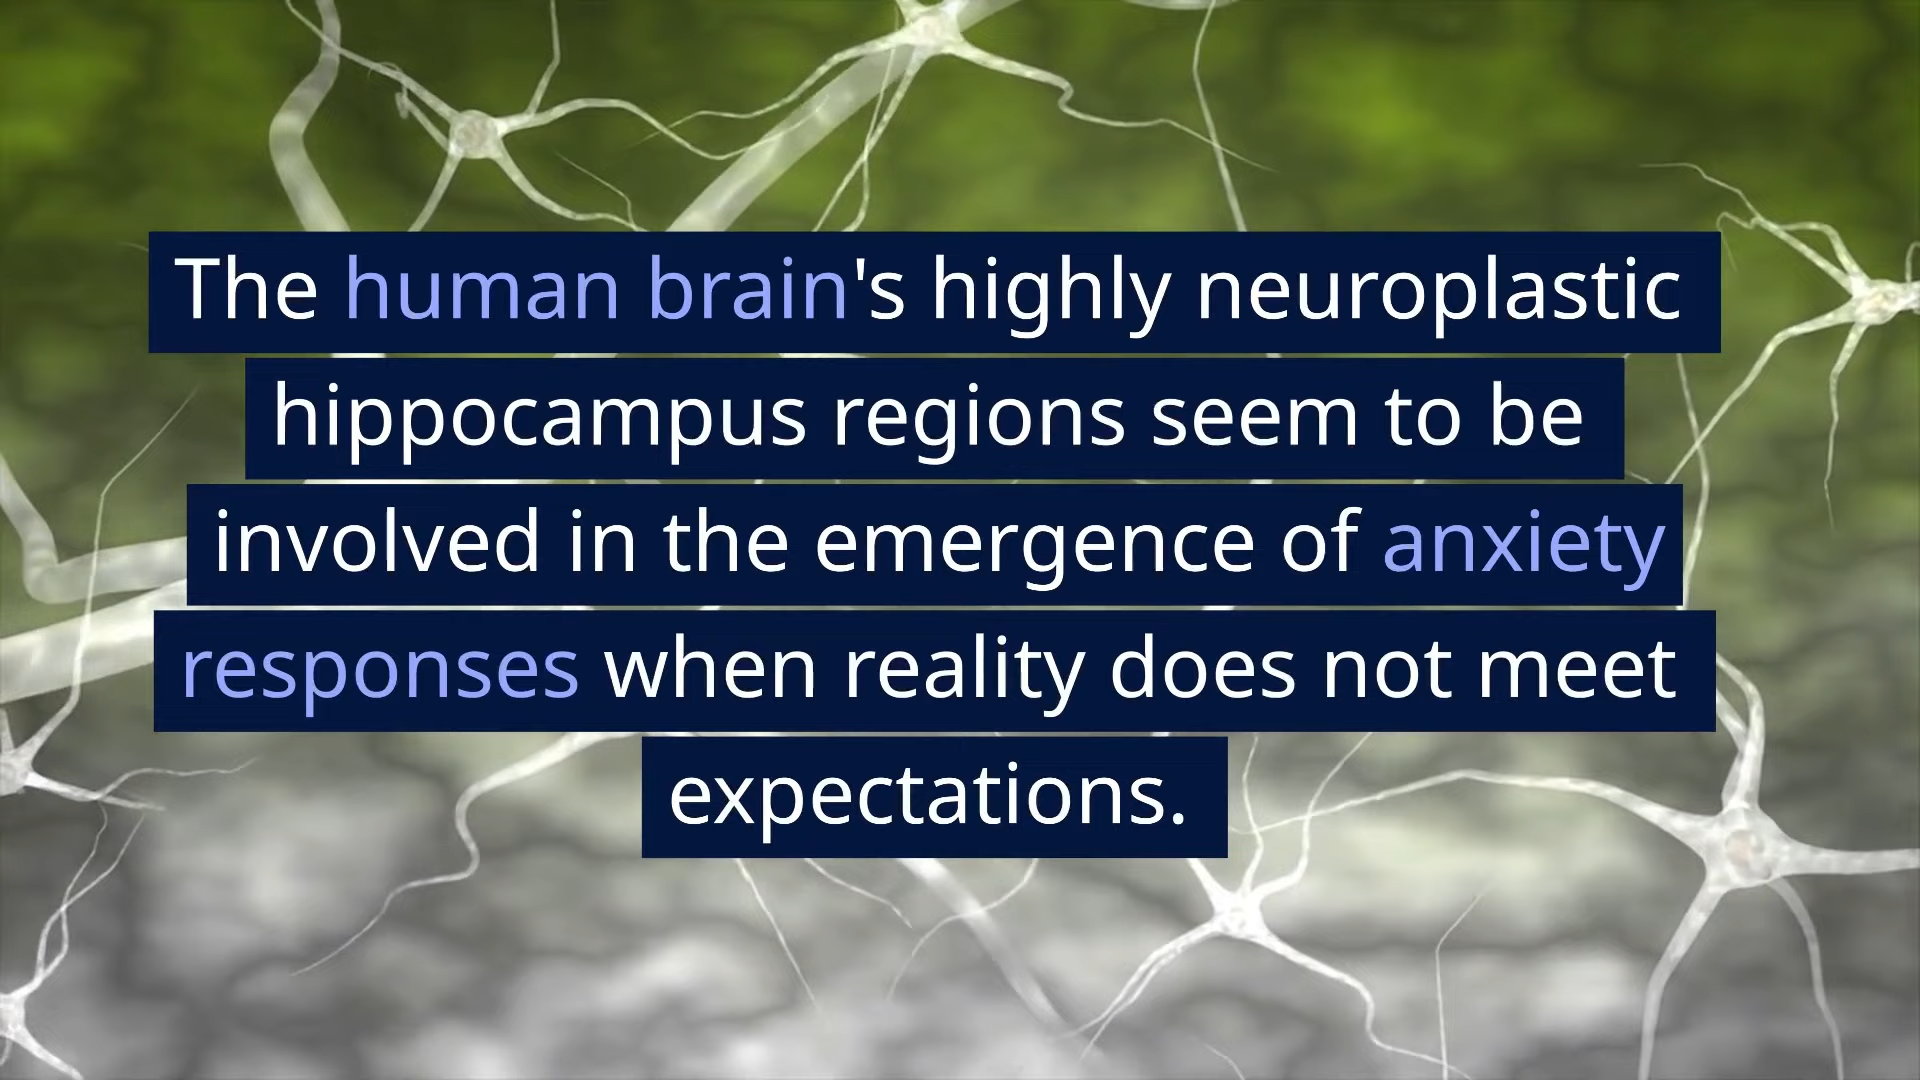 The human brain's highly neuroplastic
hippocampus regions seem to be
involved in the emergence of anxiety
responses when reality does not meet
expectations.